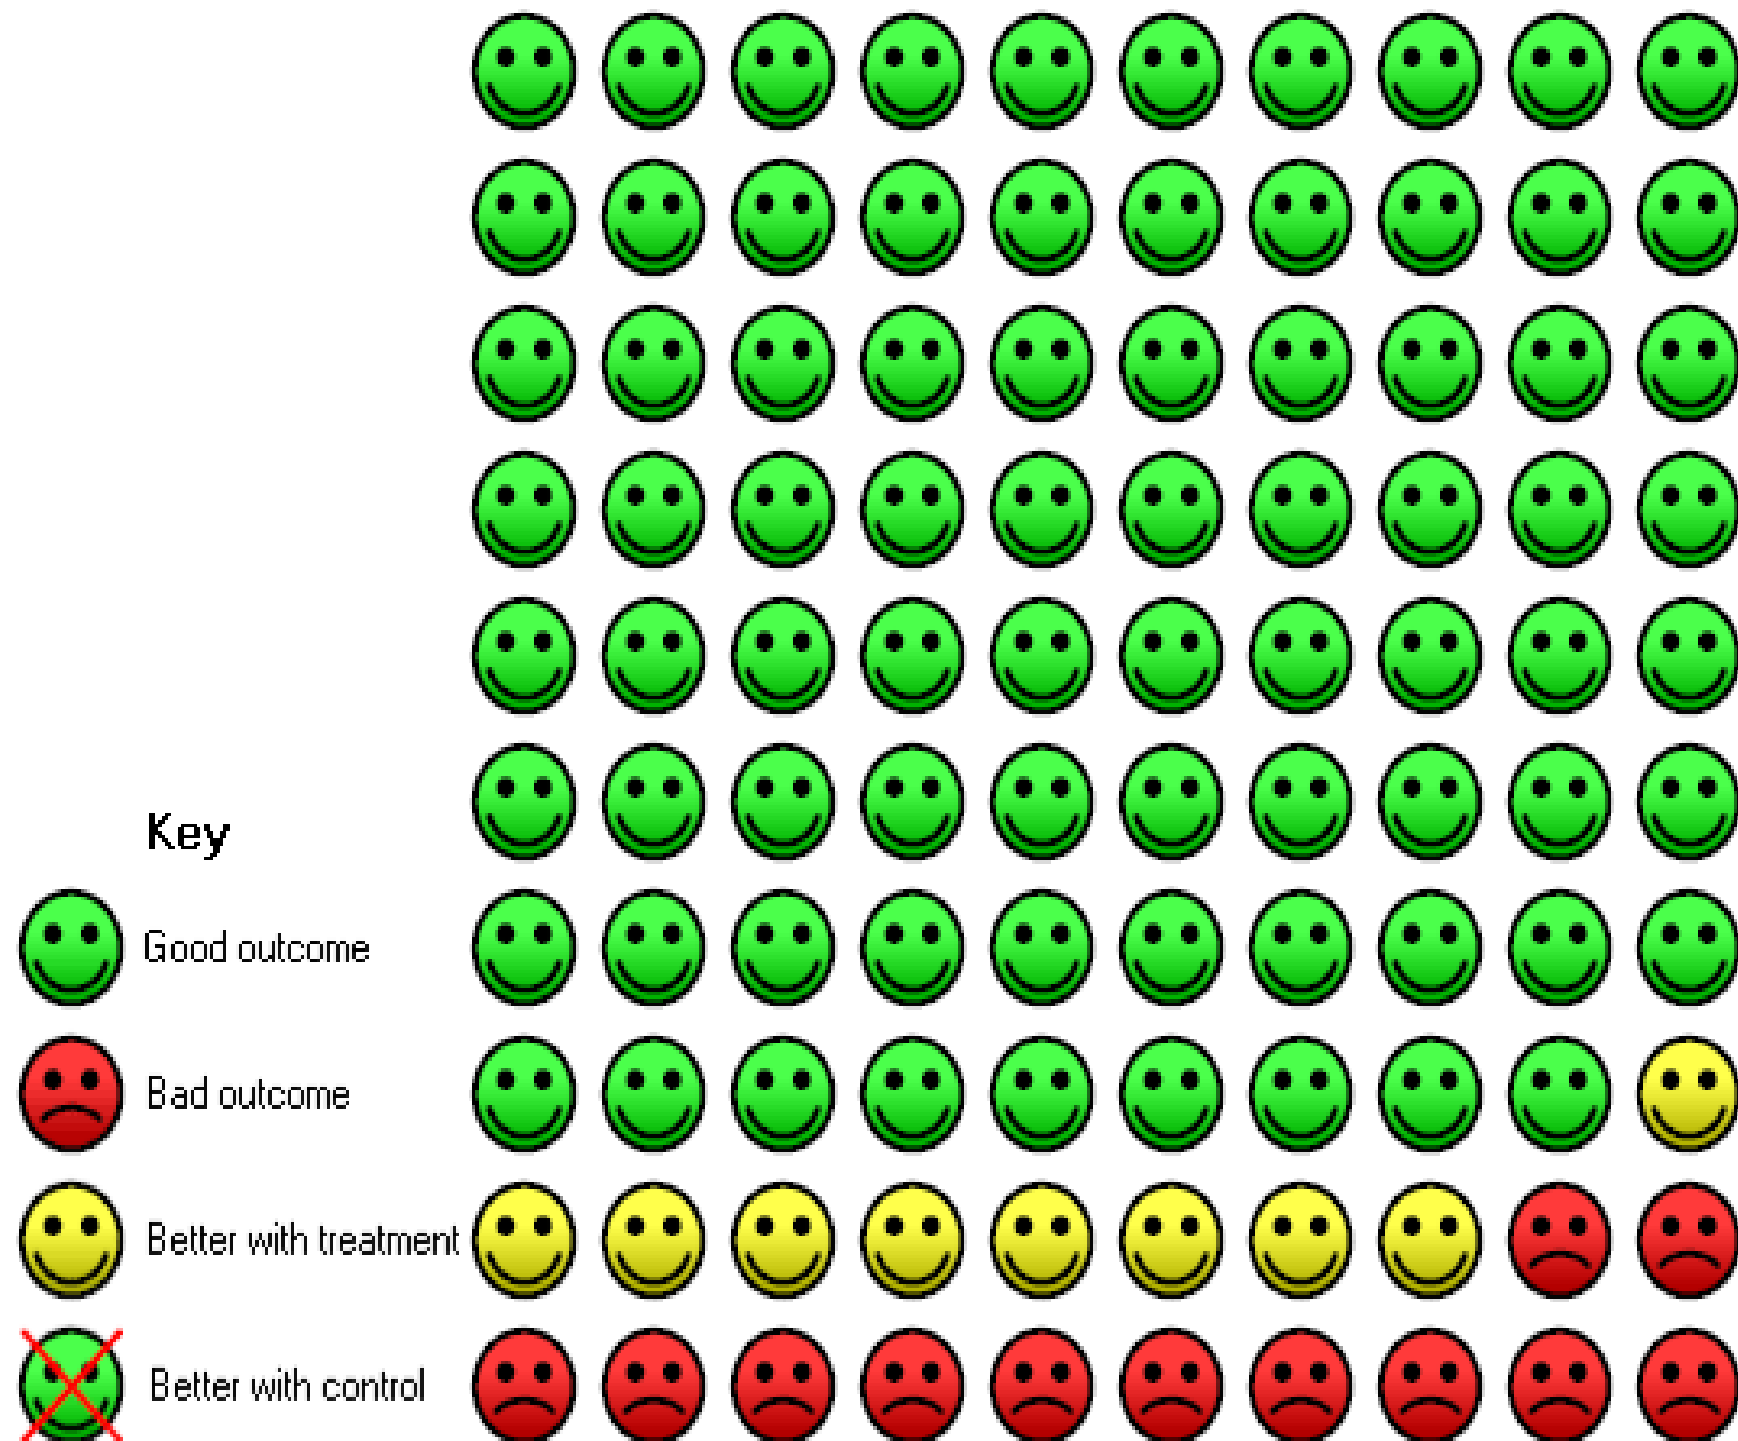 Key
Good outcome
Bad outcome
Better with treatment
Better with control